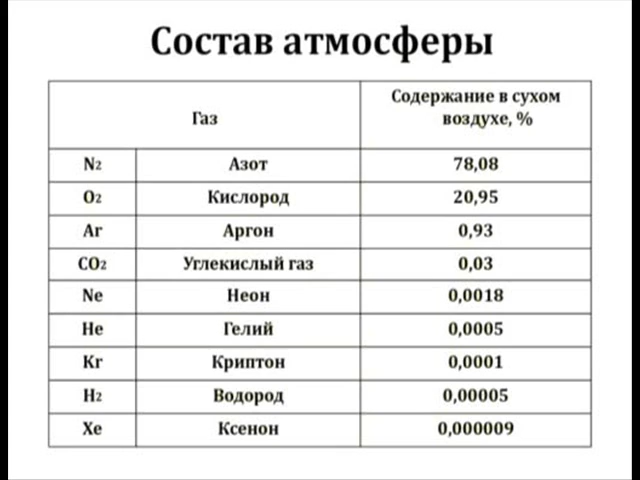 Состав атмосферы
Газ
Содержание в сухом
воздухе, %
N2 Азот 78,08
O2 Кислород 20,95
Ar Аргон 0,93
CO2 Углекислый газ 0,03
Ne Неон 0,0018
He Гелий 0,0005
Kr Криптон 0,0001
H2 Водород 0,00005
Xe Ксенон 0,000009